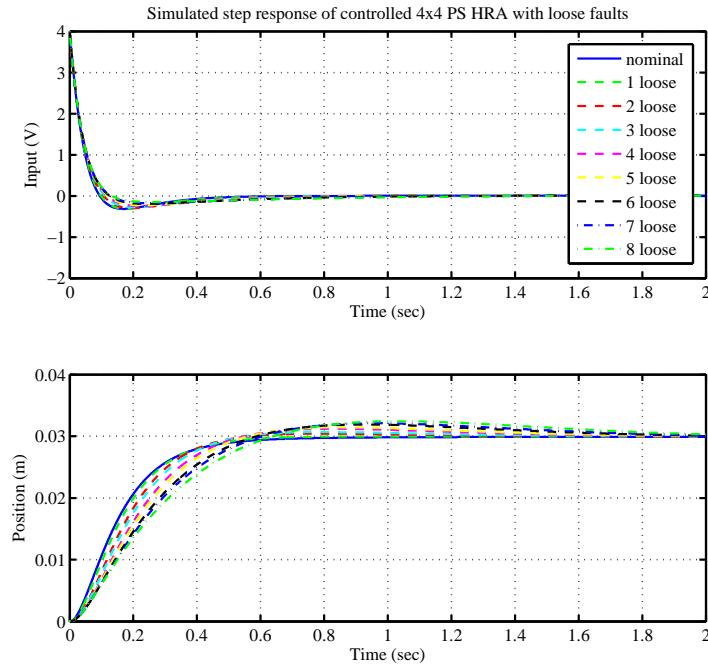 Simulated step response of controlled 4x4 PS HRA with loose faults
4
3
2
1
0
−1
−2
Input (V)
nominal
1 loose
2 loose
3 loose
4 loose
5 loose
6 loose
7 loose
8 loose
0 0.2 0.4 0.6 0.8 1 1.2 1.4 1.6 1.8 2
Time (sec)
0.04
0.03
0.02
0.01
0
Position (m)
0 0.2 0.4 0.6 0.8 1 1.2 1.4 1.6 1.8 2
Time (sec)